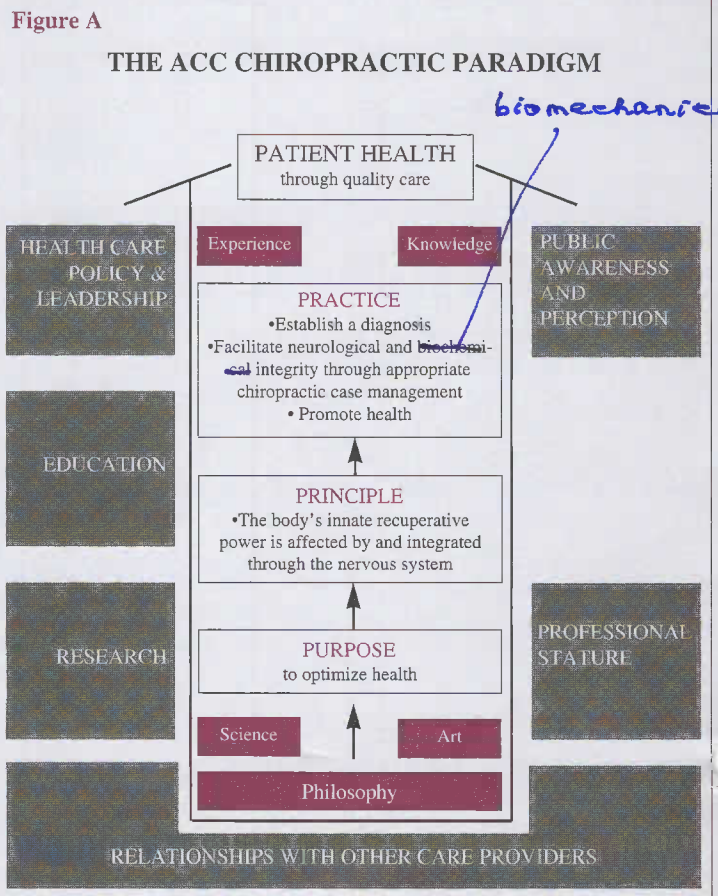 Figure A
THE ACC CHIROPRACTIC PARADIGM
biomechanic
PATIENT HEALTH
through quality care
HEALTH CARE
POLICY &
LEADERSHIP
Experience
Knowledge
PUBLIC
AWARENESS
AND
PERCEPTION
PRACTICE
•Establish a diagnosis
•Facilitate neurological and biochemi-
cal integrity through appropriate
chiropractic case management
• Promote health
EDUCATION
PRINCIPLE
•The body's innate recuperative
power is affected by and integrated
through the nervous system
RESEARCH
PURPOSE
to optimize health
PROFESSIONAL
STATURE
Science
Art
Philosophy
RELATIONSHIPS WITH OTHER CARE PROVIDERS